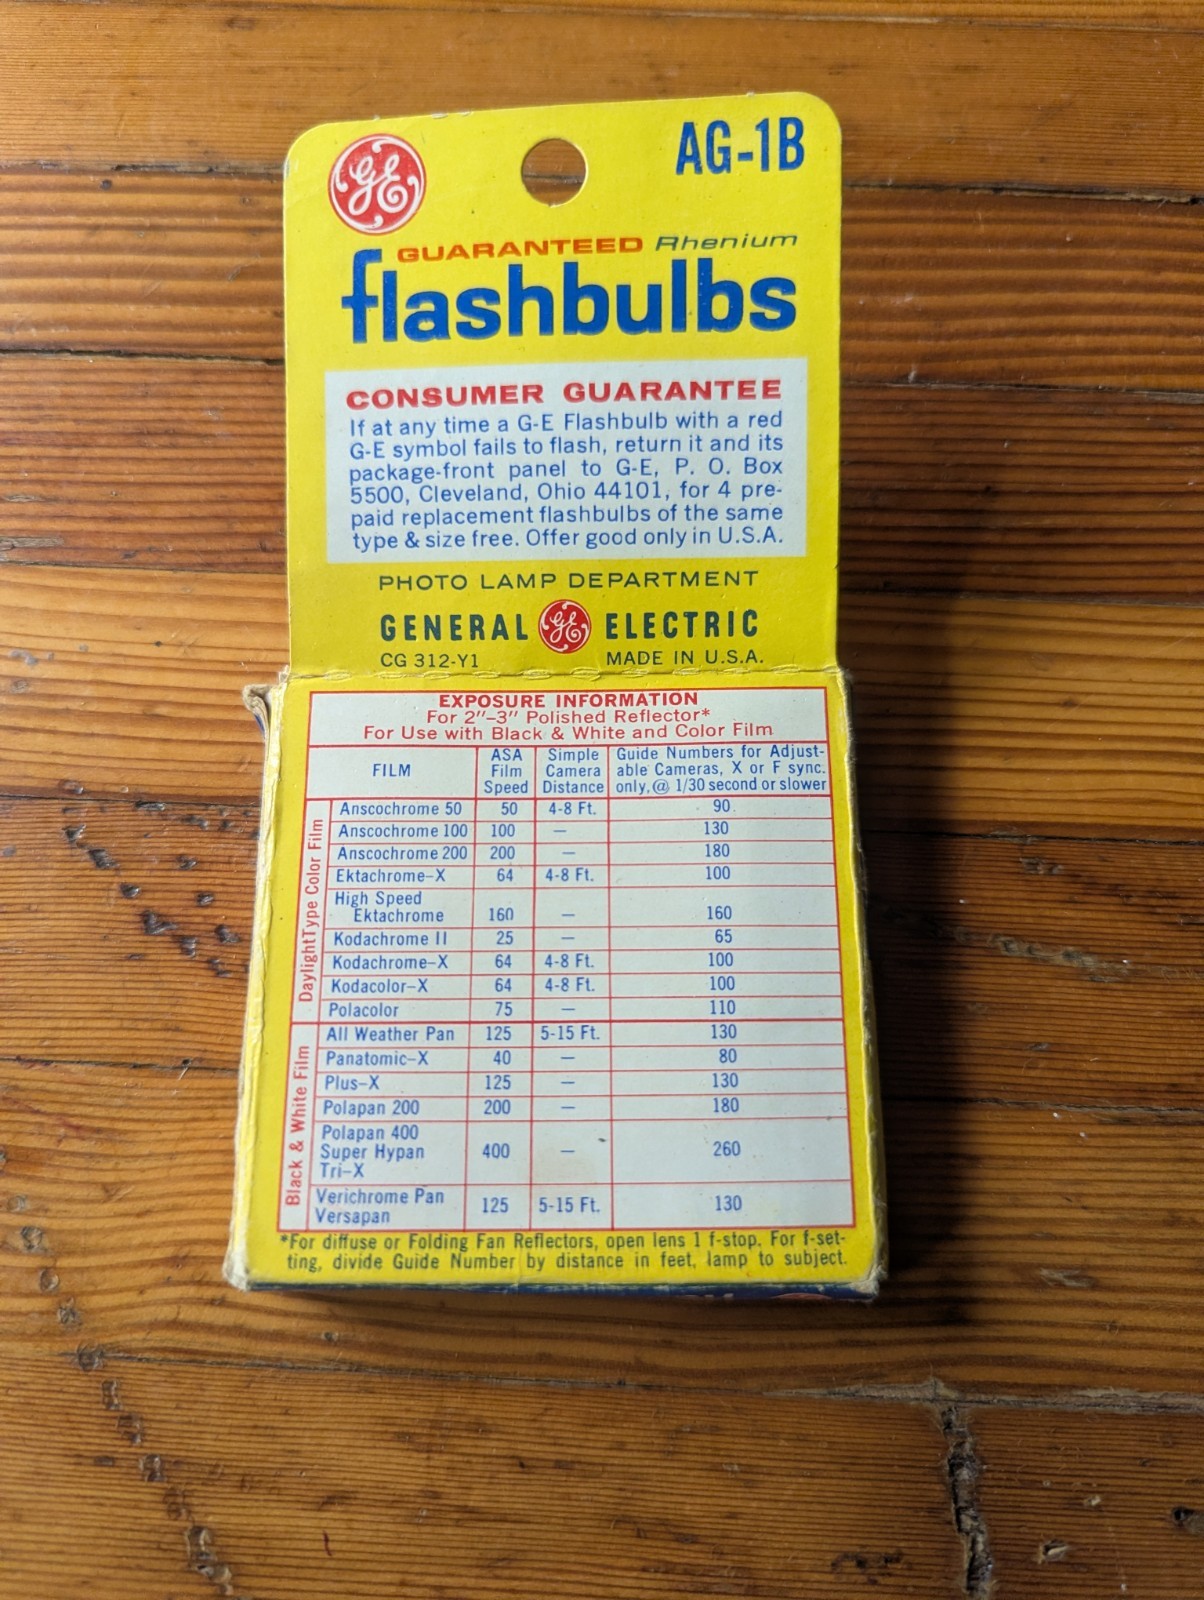 GE
AG-1B
GUARANTEED Rhenium
flashbulbs
CONSUMER GUARANTEE
If at any time a G-E Flashbulb with a red
G-E symbol fails to flash, return it and its
package-front panel to G-E, P. O. Box
5500, Cleveland, Ohio 44101, for 4 pre-
paid replacement flashbulbs of the same
type & size free. Offer good only in U.S.A.
PHOTO LAMP DEPARTMENT
GENERAL GE ELECTRIC
CG 312-Y1 MADE IN U.S.A.
EXPOSURE INFORMATION
For 2"–3" Polished Reflector*
For Use with Black & White and Color Film
FILM
ASA
Film
Speed
Simple
Camera
Distance
Guide Numbers for Adjust-
able Cameras, X or F sync.
only, @ 1/30 second or slower
DaylightType Color Film
Anscochrome 50 50 4-8 Ft. 90
Anscochrome 100 100 — 130
Anscochrome 200 200 — 180
Ektachrome–X 64 4-8 Ft. 100
High Speed
Ektachrome 160 — 160
Kodachrome II 25 — 65
Kodachrome–X 64 4-8 Ft. 100
Kodacolor–X 64 4-8 Ft. 100
Polacolor 75 — 110
Black & White Film
All Weather Pan 125 5-15 Ft. 130
Panatomic–X 40 — 80
Plus–X 125 — 130
Polapan 200 200 — 180
Polapan 400
Super Hypan 400 — 260
Tri–X
Verichrome Pan 125 5-15 Ft. 130
Versapan
*For diffuse or Folding Fan Reflectors, open lens 1 f-stop. For f-set-
ting, divide Guide Number by distance in feet, lamp to subject.